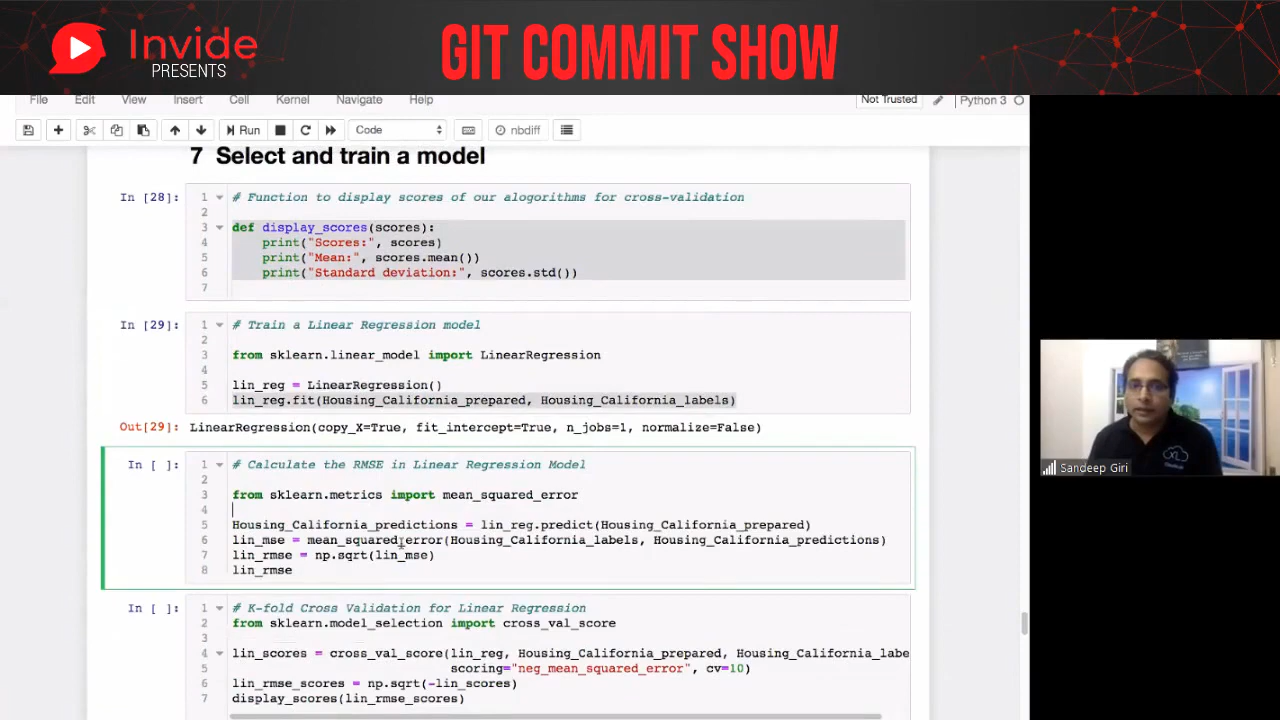 Invide
PRESENTS
GIT COMMIT SHOW
File Edit View Insert Cell Kernel Navigate Help
Not Trusted Python 3
Run Code nbdiff
7 Select and train a model
In [28]:
1 # Function to display scores of our alogorithms for cross-validation
2
3 def display_scores(scores):
4 print("Scores:", scores)
5 print("Mean:", scores.mean())
6 print("Standard deviation:", scores.std())
7
In [29]:
1 # Train a Linear Regression model
2
3 from sklearn.linear_model import LinearRegression
4
5 lin_reg = LinearRegression()
6 lin_reg.fit(Housing_California_prepared, Housing_California_labels)
Out[29]: LinearRegression(copy_X=True, fit_intercept=True, n_jobs=1, normalize=False)
In [ ]:
1 # Calculate the RMSE in Linear Regression Model
2
3 from sklearn.metrics import mean_squared_error
4
5 Housing_California_predictions = lin_reg.predict(Housing_California_prepared)
6 lin_mse = mean_squared_error(Housing_California_labels, Housing_California_predictions)
7 lin_rmse = np.sqrt(lin_mse)
8 lin_rmse
In [ ]:
1 # K-fold Cross Validation for Linear Regression
2 from sklearn.model_selection import cross_val_score
3
4 lin_scores = cross_val_score(lin_reg, Housing_California_prepared, Housing_California_labe
5 scoring="neg_mean_squared_error", cv=10)
6 lin_rmse_scores = np.sqrt(-lin_scores)
7 display_scores(lin_rmse_scores)
Sandeep Giri